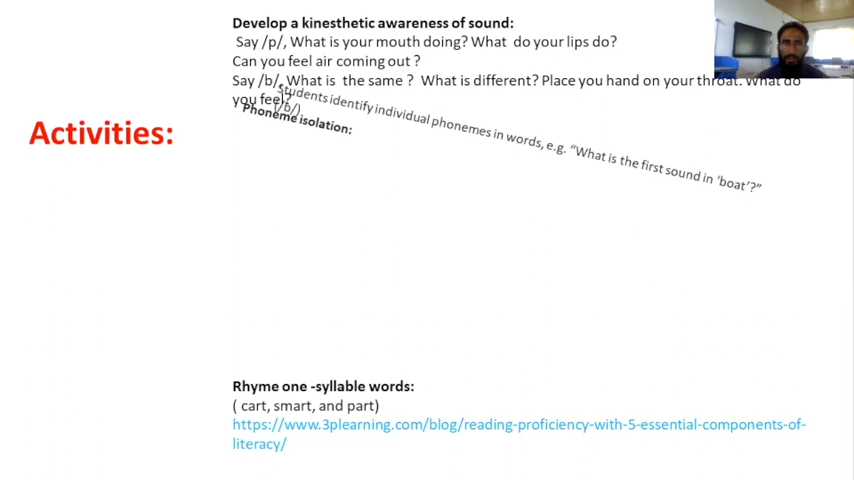 Develop a kinesthetic awareness of sound:
Say /p/, What is your mouth doing? What do your lips do?
Can you feel air coming out ?
Say /b/, What is the same ? What is different? Place you hand on your throat. What do
you feel?
Activities:
Phoneme isolation:
Students identify individual phonemes in words, e.g. “What is the first sound in ‘boat’?”
(/b/)
Rhyme one -syllable words:
( cart, smart, and part)
https://www.3plearning.com/blog/reading-proficiency-with-5-essential-components-of-
literacy/